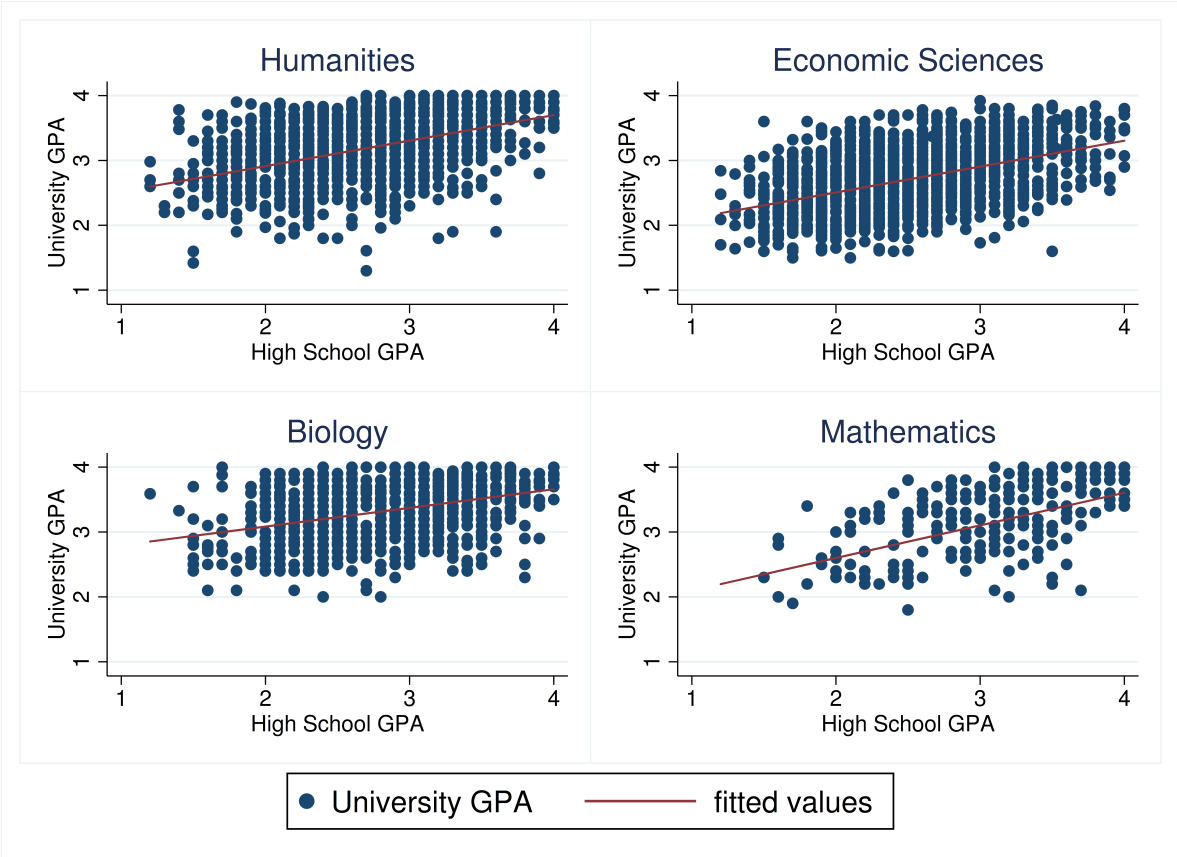 Humanities
University GPA
4
3
2
1
1 2 3 4
High School GPA
Economic Sciences
University GPA
4
3
2
1
1 2 3 4
High School GPA
Biology
University GPA
4
3
2
1
1 2 3 4
High School GPA
Mathematics
University GPA
4
3
2
1
1 2 3 4
High School GPA
University GPA fitted values